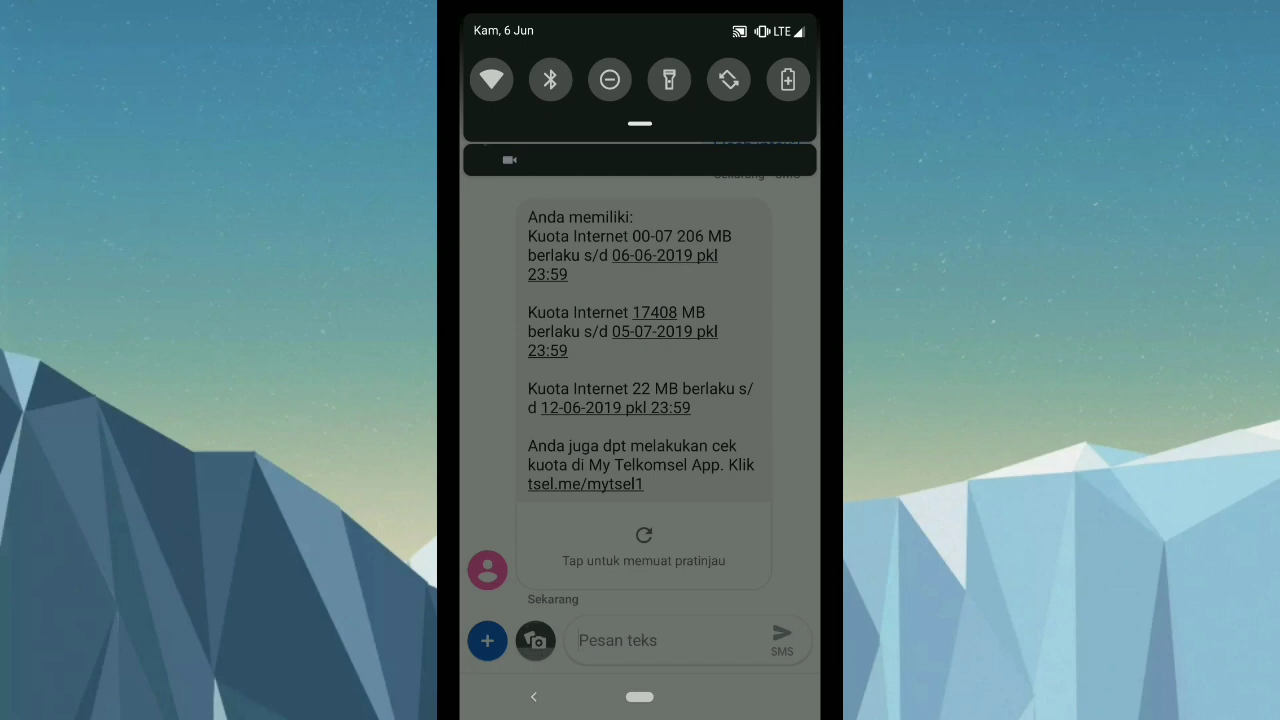 Kam, 6 Jun
LTE
Sekarang · SMS
Anda memiliki:
Kuota Internet 00-07 206 MB
berlaku s/d 06-06-2019 pkl
23:59
Kuota Internet 17408 MB
berlaku s/d 05-07-2019 pkl
23:59
Kuota Internet 22 MB berlaku s/
d 12-06-2019 pkl 23:59
Anda juga dpt melakukan cek
kuota di My Telkomsel App. Klik
tsel.me/mytsel1
Tap untuk memuat pratinjau
Sekarang
Pesan teks
SMS